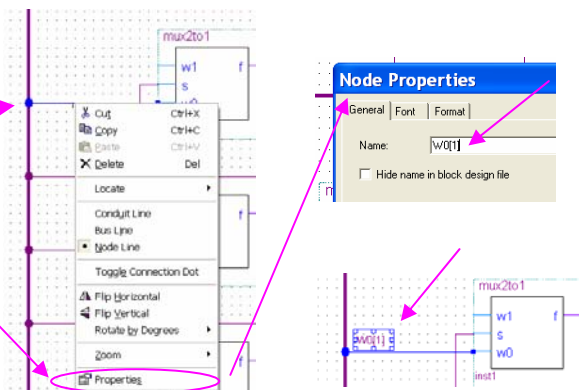 mux2to1
w1 f
s
w0
Cut Ctrl+X
Copy Ctrl+C
Paste Ctrl+V
Delete Del
Locate
Conduit Line
Bus Line
Node Line
Toggle Connection Dot
Flip Horizontal
Flip Vertical
Rotate by Degrees
Zoom
Properties
f
f
Node Properties
General Font Format
Name: W0[1]
Hide name in block design file
mux2to1
W0[1]
w1 f
s
w0
inst1